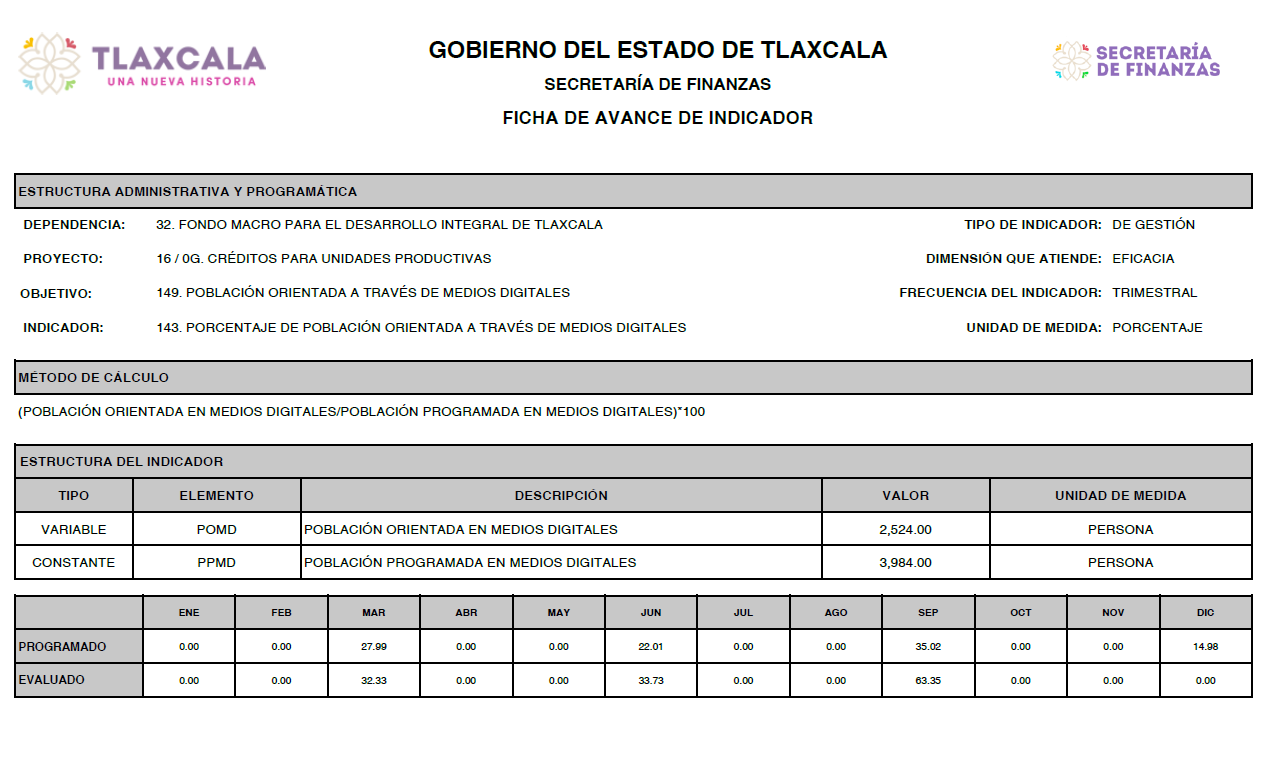 TLAXCALA
UNA NUEVA HISTORIA
GOBIERNO DEL ESTADO DE TLAXCALA
SECRETARÍA DE FINANZAS
FICHA DE AVANCE DE INDICADOR
SECRETARÍA
DE FINANZAS
ESTRUCTURA ADMINISTRATIVA Y PROGRAMÁTICA
DEPENDENCIA: 32. FONDO MACRO PARA EL DESARROLLO INTEGRAL DE TLAXCALA TIPO DE INDICADOR: DE GESTIÓN
PROYECTO: 16 / 0G. CRÉDITOS PARA UNIDADES PRODUCTIVAS DIMENSIÓN QUE ATIENDE: EFICACIA
OBJETIVO: 149. POBLACIÓN ORIENTADA A TRAVÉS DE MEDIOS DIGITALES FRECUENCIA DEL INDICADOR: TRIMESTRAL
INDICADOR: 143. PORCENTAJE DE POBLACIÓN ORIENTADA A TRAVÉS DE MEDIOS DIGITALES UNIDAD DE MEDIDA: PORCENTAJE
MÉTODO DE CÁLCULO
(POBLACIÓN ORIENTADA EN MEDIOS DIGITALES/POBLACIÓN PROGRAMADA EN MEDIOS DIGITALES)*100
ESTRUCTURA DEL INDICADOR
TIPO ELEMENTO DESCRIPCIÓN VALOR UNIDAD DE MEDIDA
VARIABLE POMD POBLACIÓN ORIENTADA EN MEDIOS DIGITALES 2,524.00 PERSONA
CONSTANTE PPMD POBLACIÓN PROGRAMADA EN MEDIOS DIGITALES 3,984.00 PERSONA
ENE FEB MAR ABR MAY JUN JUL AGO SEP OCT NOV DIC
PROGRAMADO 0.00 0.00 27.99 0.00 0.00 22.01 0.00 0.00 35.02 0.00 0.00 14.98
EVALUADO 0.00 0.00 32.33 0.00 0.00 33.73 0.00 0.00 63.35 0.00 0.00 0.00